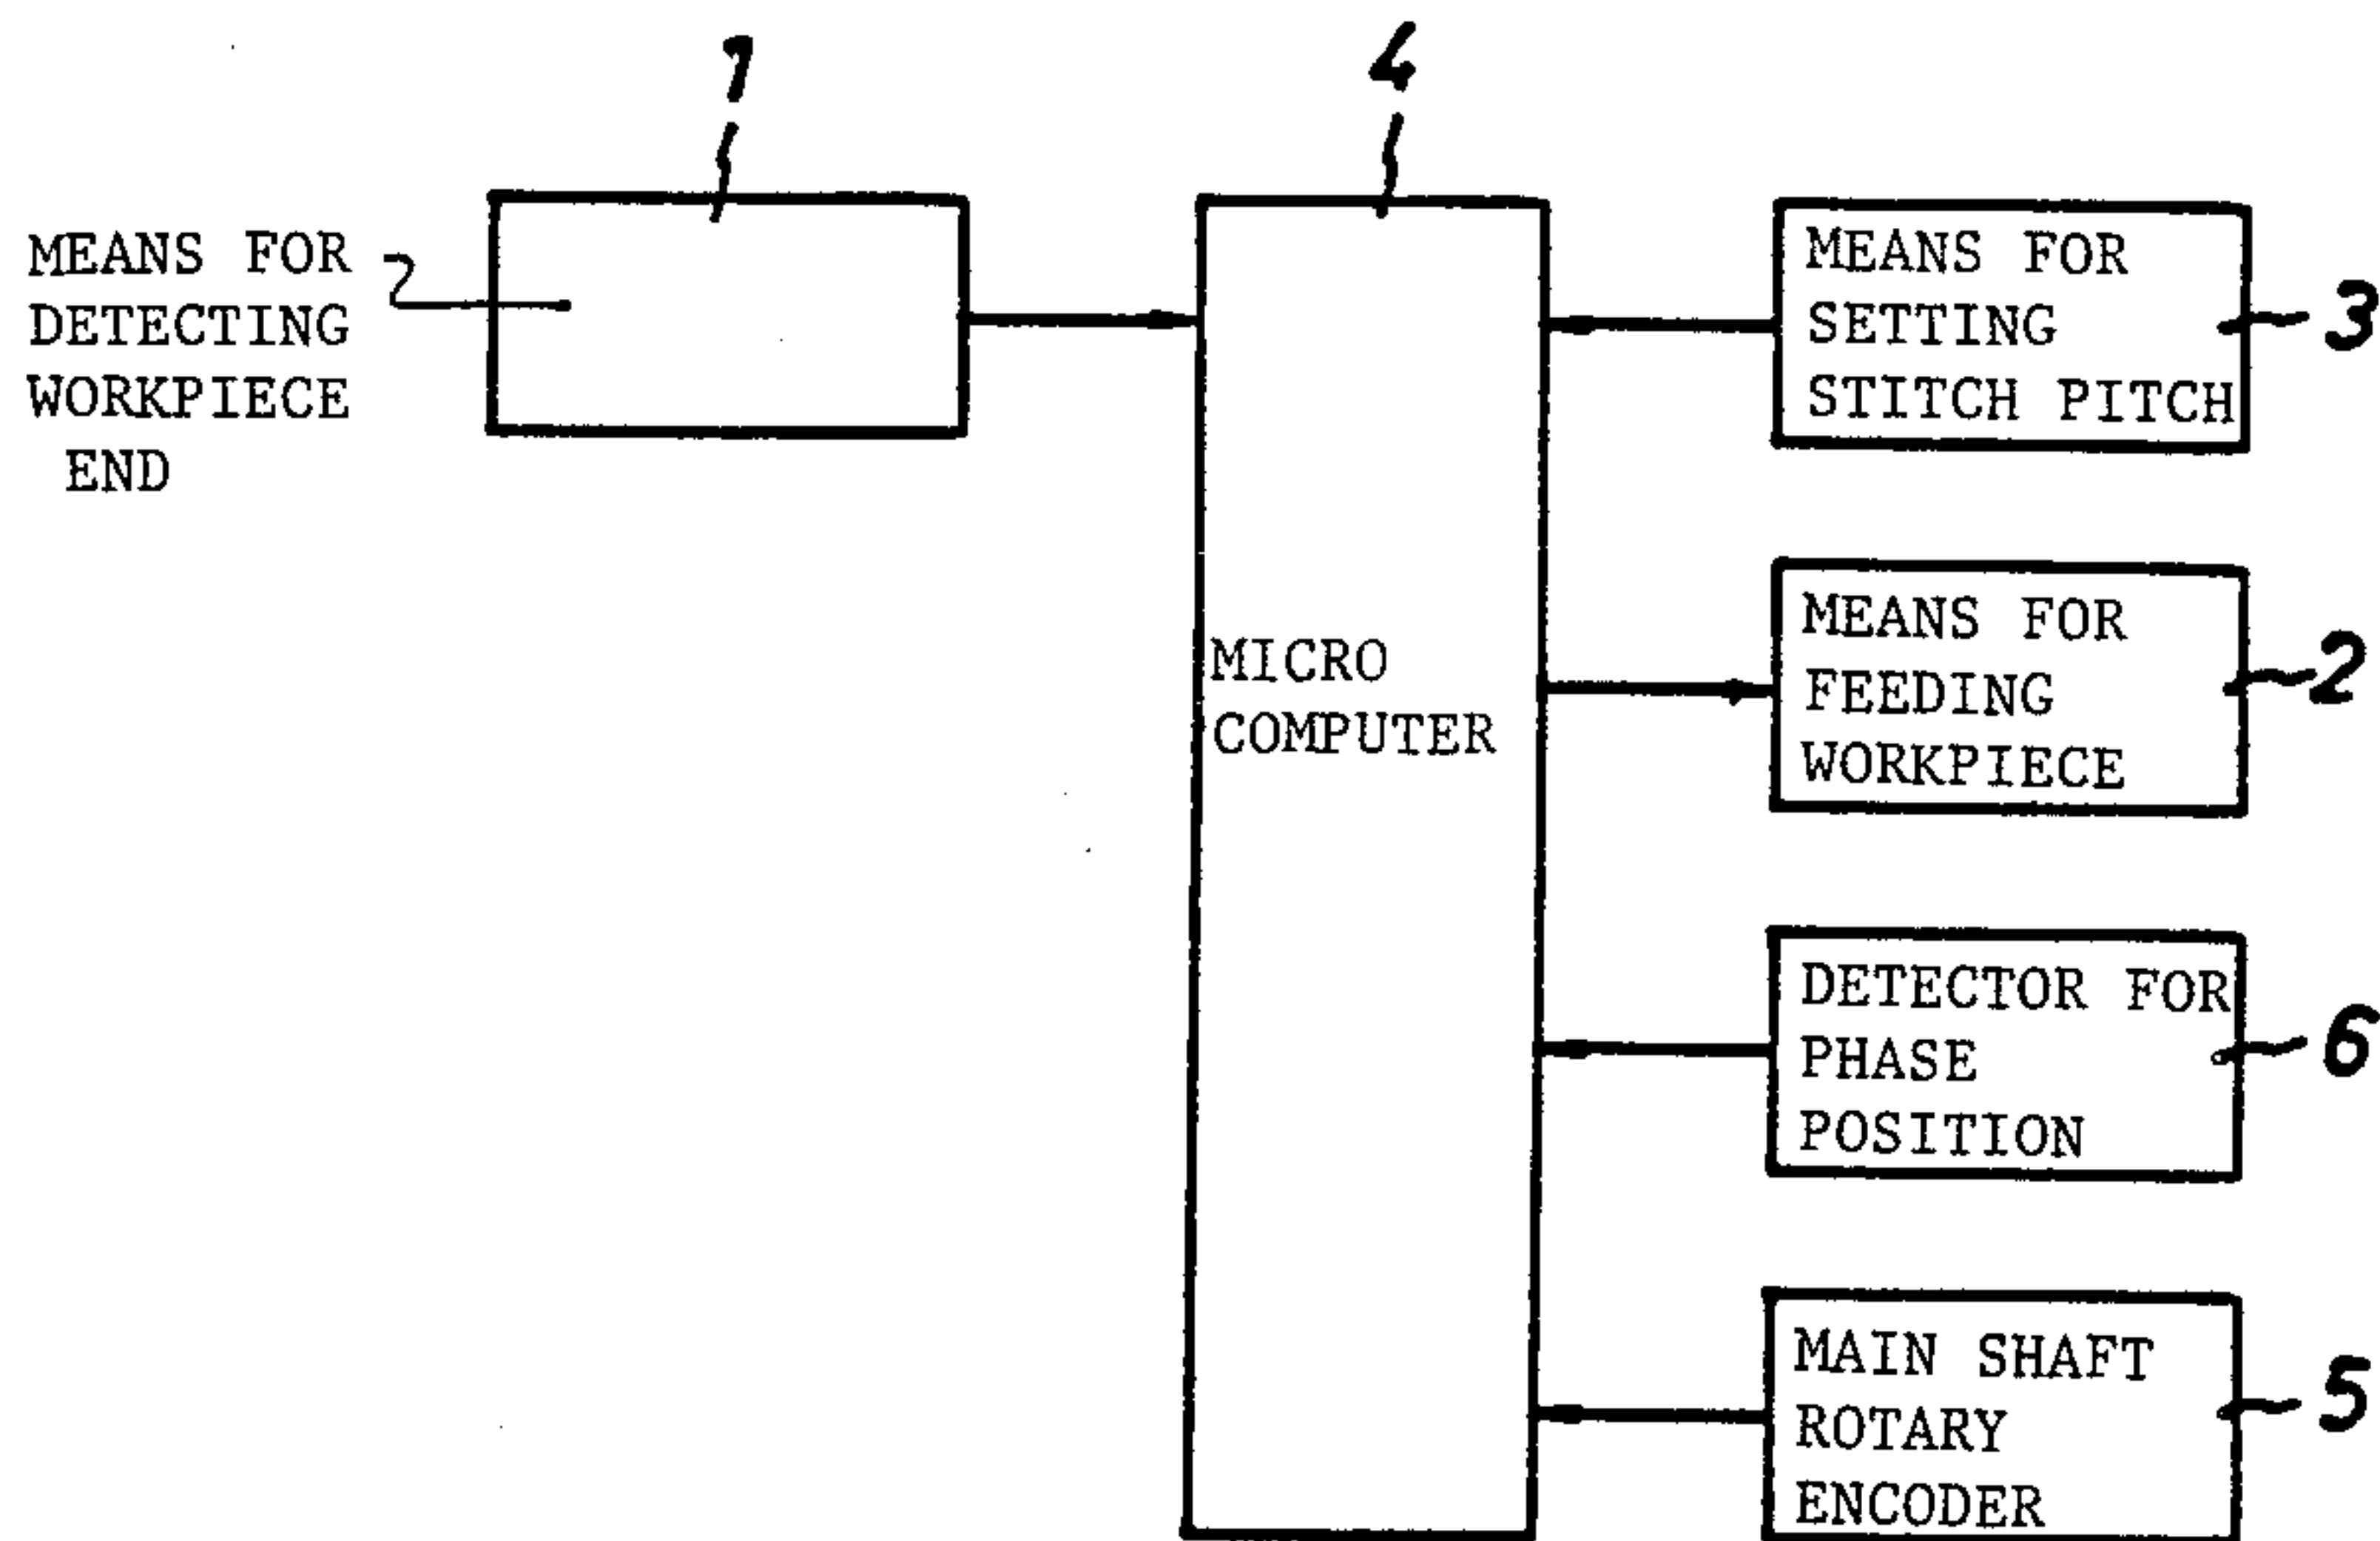 1
4
MEANS FOR
DETECTING
WORKPIECE
END
MICRO
COMPUTER
MEANS FOR
SETTING
STITCH PITCH
3
MEANS FOR
FEEDING
WORKPIECE
2
DETECTOR FOR
PHASE
POSITION
6
MAIN SHAFT
ROTARY
ENCODER
5